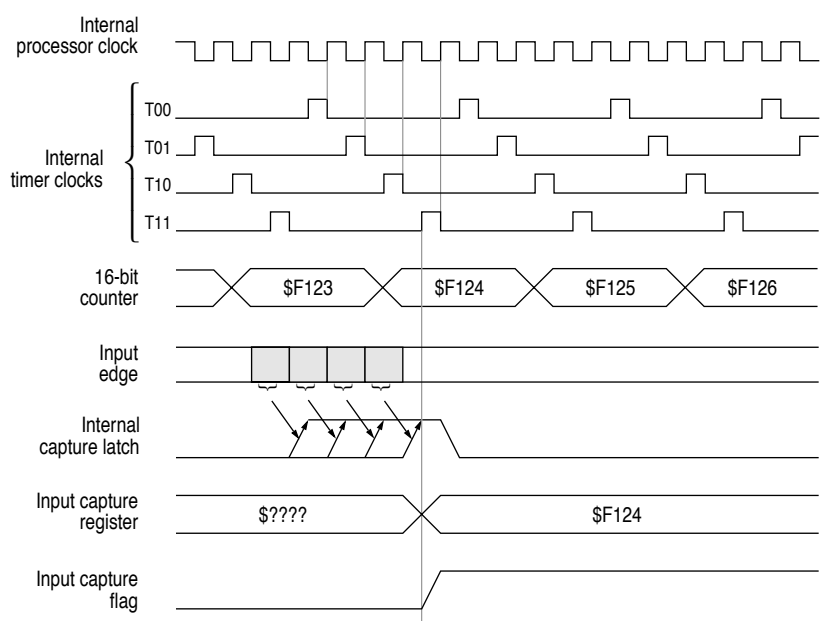 Internal
processor clock
Internal
timer clocks
T00
T01
T10
T11
16-bit
counter
$F123
$F124
$F125
$F126
Input
edge
Internal
capture latch
Input capture
register
$????
$F124
Input capture
flag